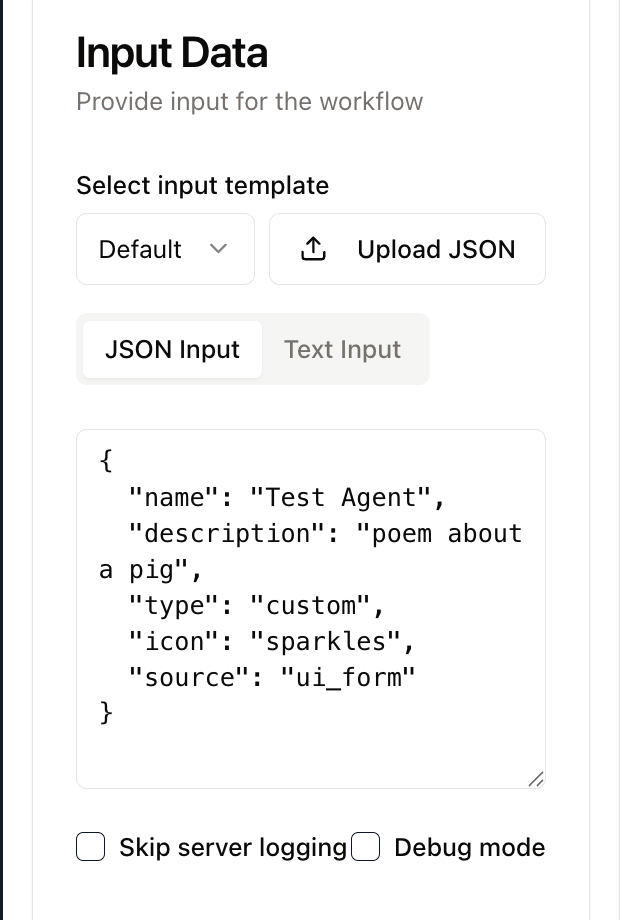 Input Data
Provide input for the workflow
Select input template
Default
Upload JSON
JSON Input
Text Input
{
  "name": "Test Agent",
  "description": "poem about
a pig",
  "type": "custom",
  "icon": "sparkles",
  "source": "ui_form"
}
Skip server logging
Debug mode